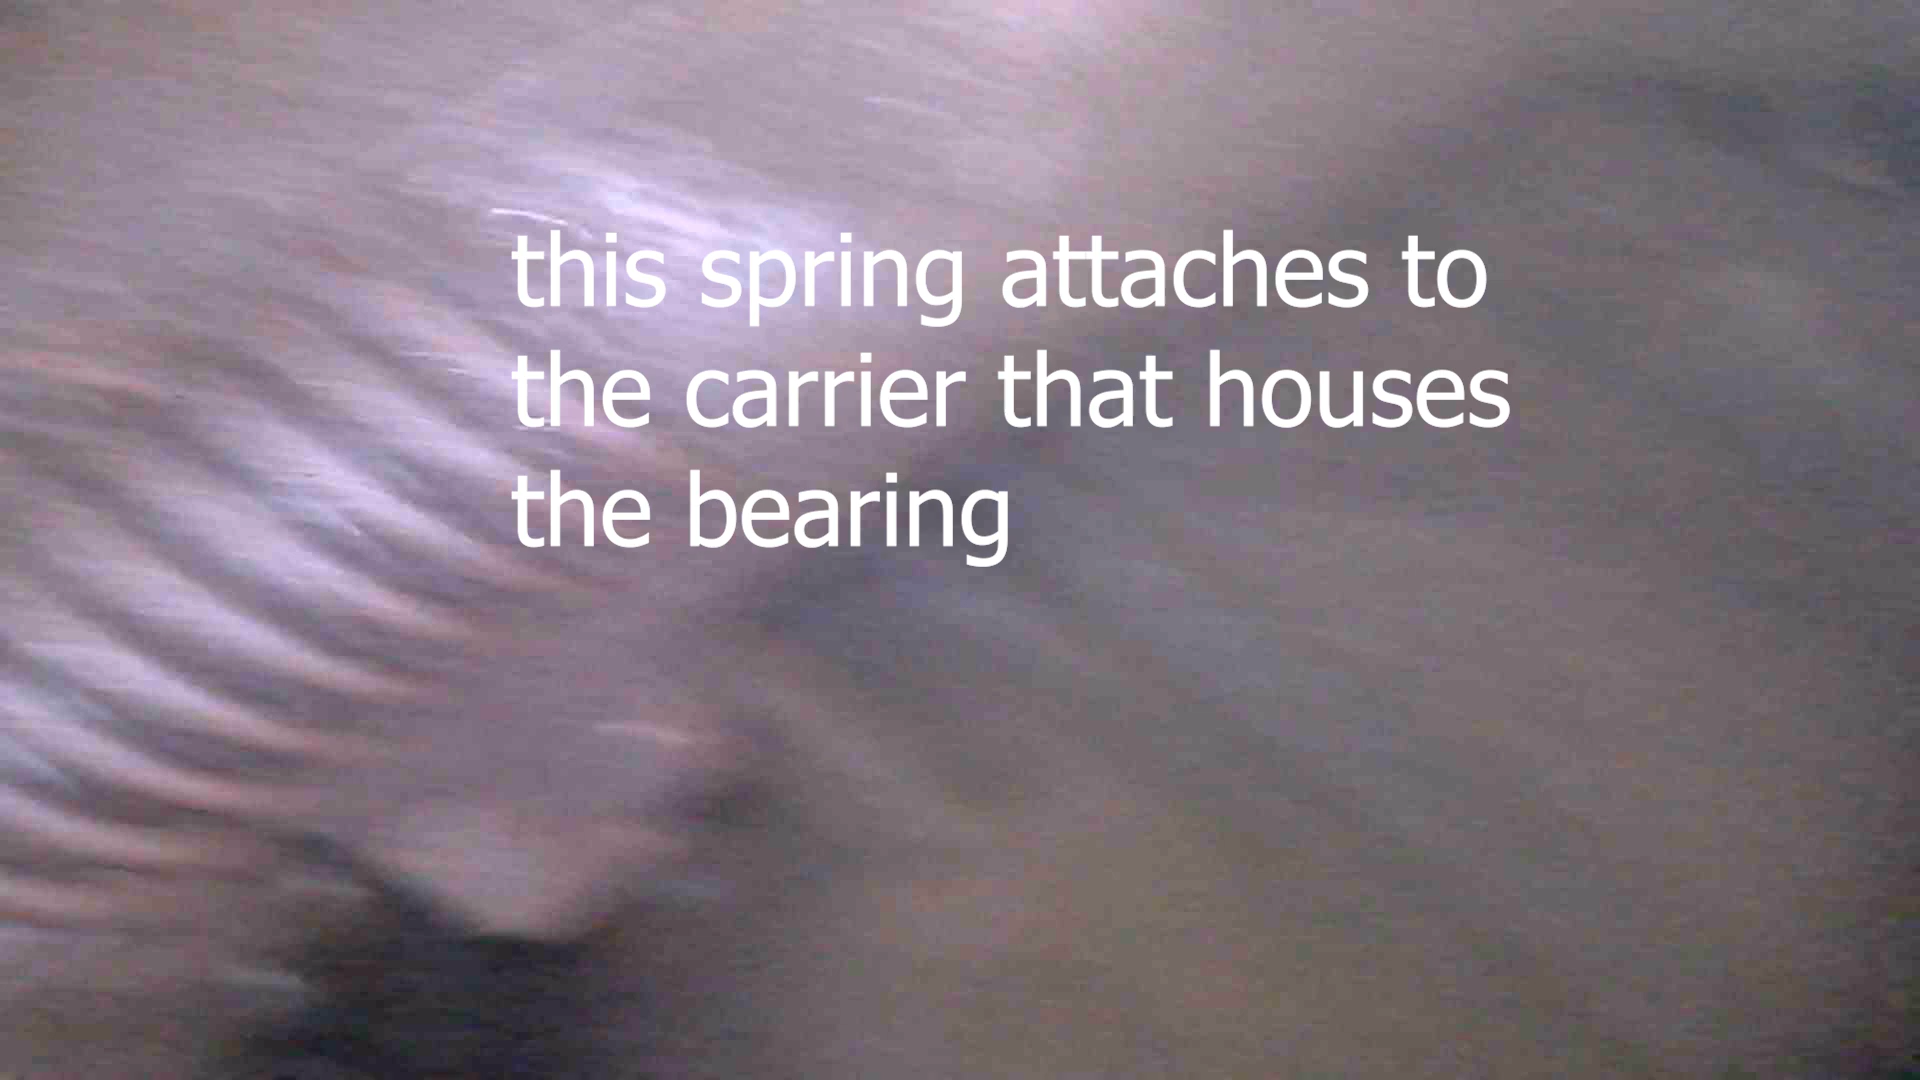 this spring attaches to
the carrier that houses
the bearing